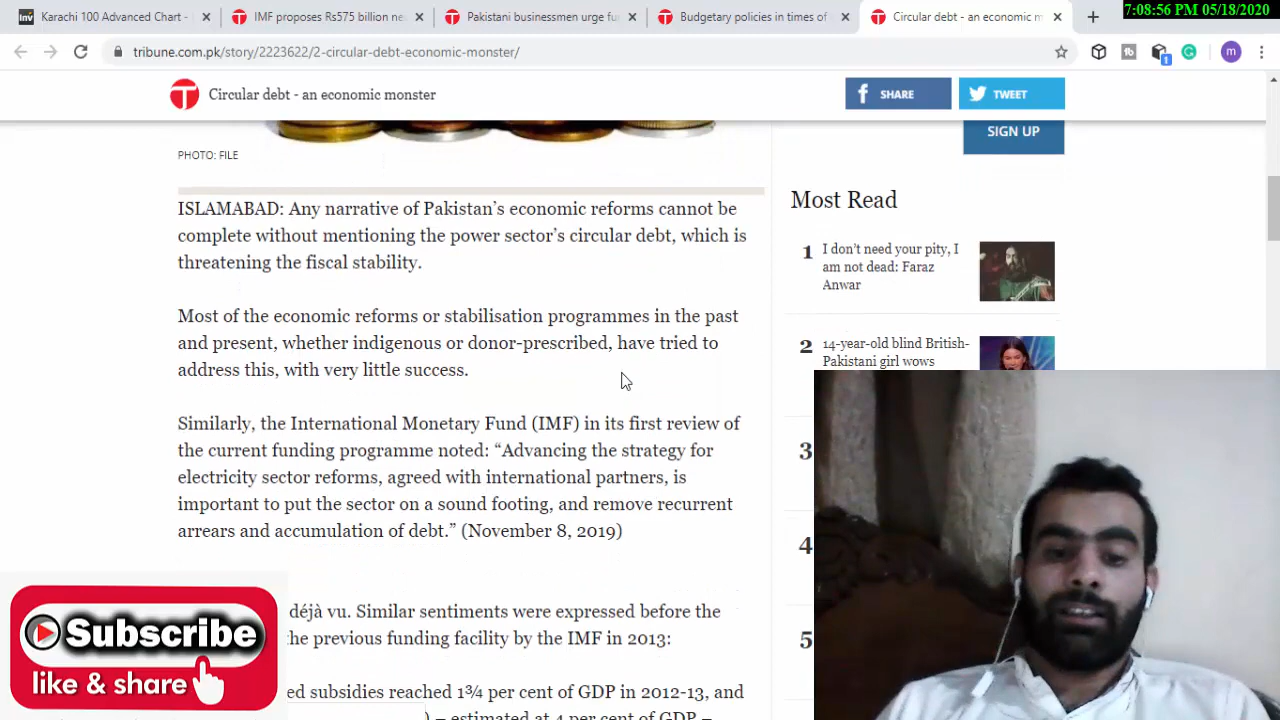 Karachi 100 Advanced Chart -
IMF proposes Rs575 billion ne
Pakistani businessmen urge fu
Budgetary policies in times of
Circular debt - an economic m
7:08:56 PM 05/18/2020
tribune.com.pk/story/2223622/2-circular-debt-economic-monster/
T Circular debt - an economic monster
f SHARE
TWEET
SIGN UP
PHOTO: FILE
ISLAMABAD: Any narrative of Pakistan’s economic reforms cannot be
complete without mentioning the power sector’s circular debt, which is
threatening the fiscal stability.
Most of the economic reforms or stabilisation programmes in the past
and present, whether indigenous or donor-prescribed, have tried to
address this, with very little success.
Similarly, the International Monetary Fund (IMF) in its first review of
the current funding programme noted: “Advancing the strategy for
electricity sector reforms, agreed with international partners, is
important to put the sector on a sound footing, and remove recurrent
arrears and accumulation of debt.” (November 8, 2019)
déjà vu. Similar sentiments were expressed before the
the previous funding facility by the IMF in 2013:
ed subsidies reached 1¾ per cent of GDP in 2012-13, and
) – estimated at 4 per cent of GDP –
Most Read
1 I don’t need your pity, I
am not dead: Faraz
Anwar
2 14-year-old blind British-
Pakistani girl wows
3
4
5
Subscribe
like & share